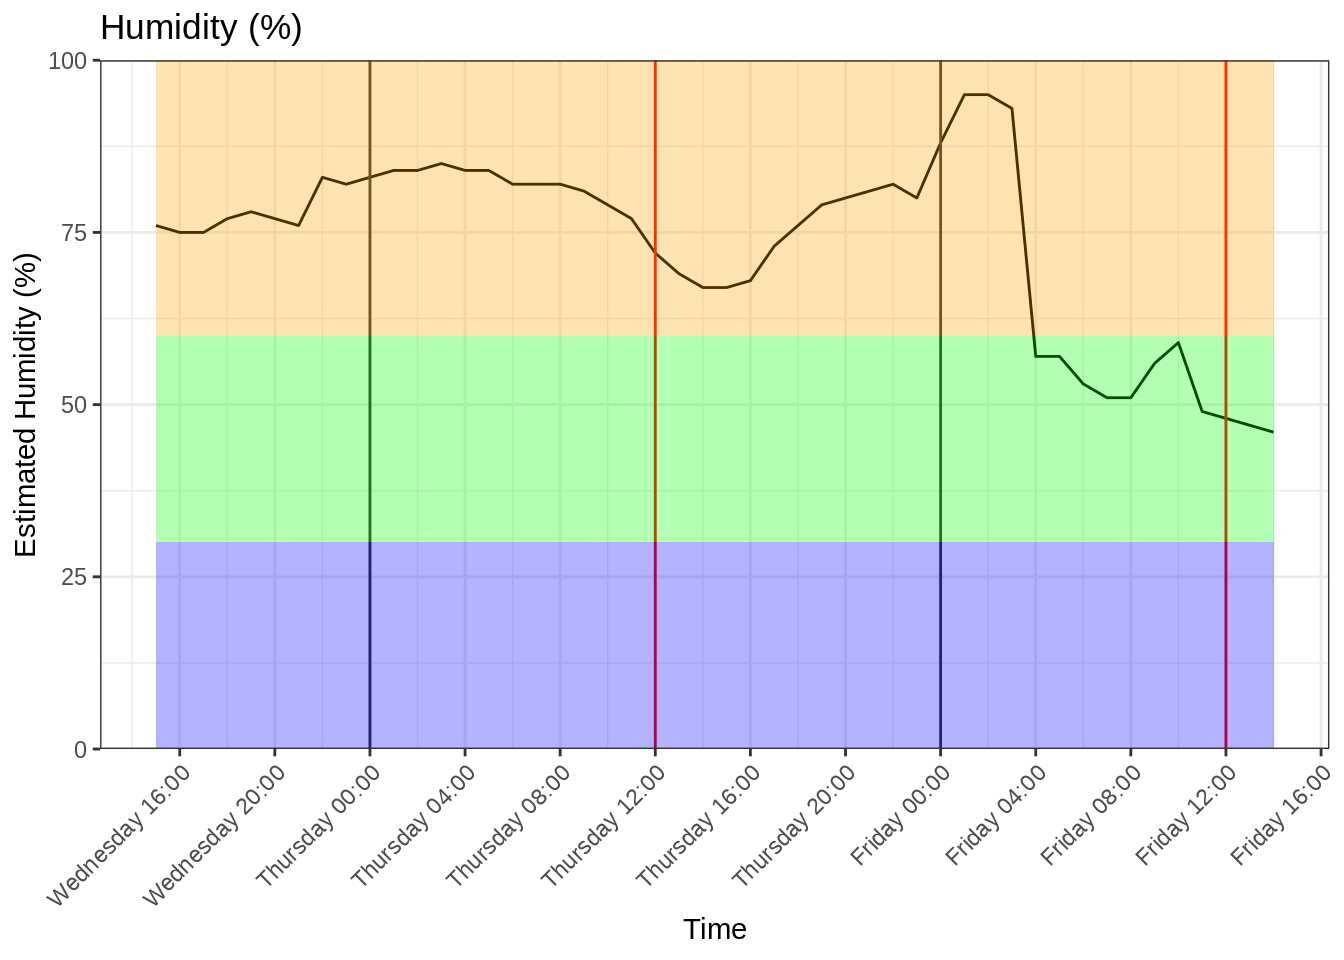 Humidity (%)
Estimated Humidity (%)
100
75
50
25
0
Wednesday 16:00
Wednesday 20:00
Thursday 00:00
Thursday 04:00
Thursday 08:00
Thursday 12:00
Thursday 16:00
Thursday 20:00
Friday 00:00
Friday 04:00
Friday 08:00
Friday 12:00
Friday 16:00
Time